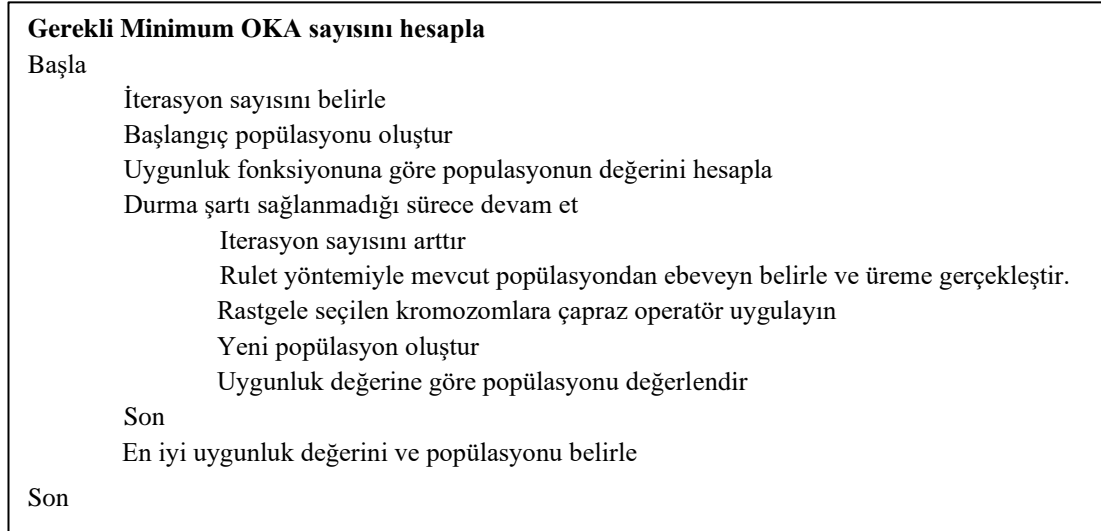 Gerekli Minimum OKA sayısını hesapla
Başla
İterasyon sayısını belirle
Başlangıç popülasyonu oluştur
Uygunluk fonksiyonuna göre populasyonun değerini hesapla
Durma şartı sağlanmadığı sürece devam et
Iterasyon sayısını arttır
Rulet yöntemiyle mevcut popülasyondan ebeveyn belirle ve üreme gerçekleştir.
Rastgele seçilen kromozomlara çapraz operatör uygulayın
Yeni popülasyon oluştur
Uygunluk değerine göre popülasyonu değerlendir
Son
En iyi uygunluk değerini ve popülasyonu belirle
Son